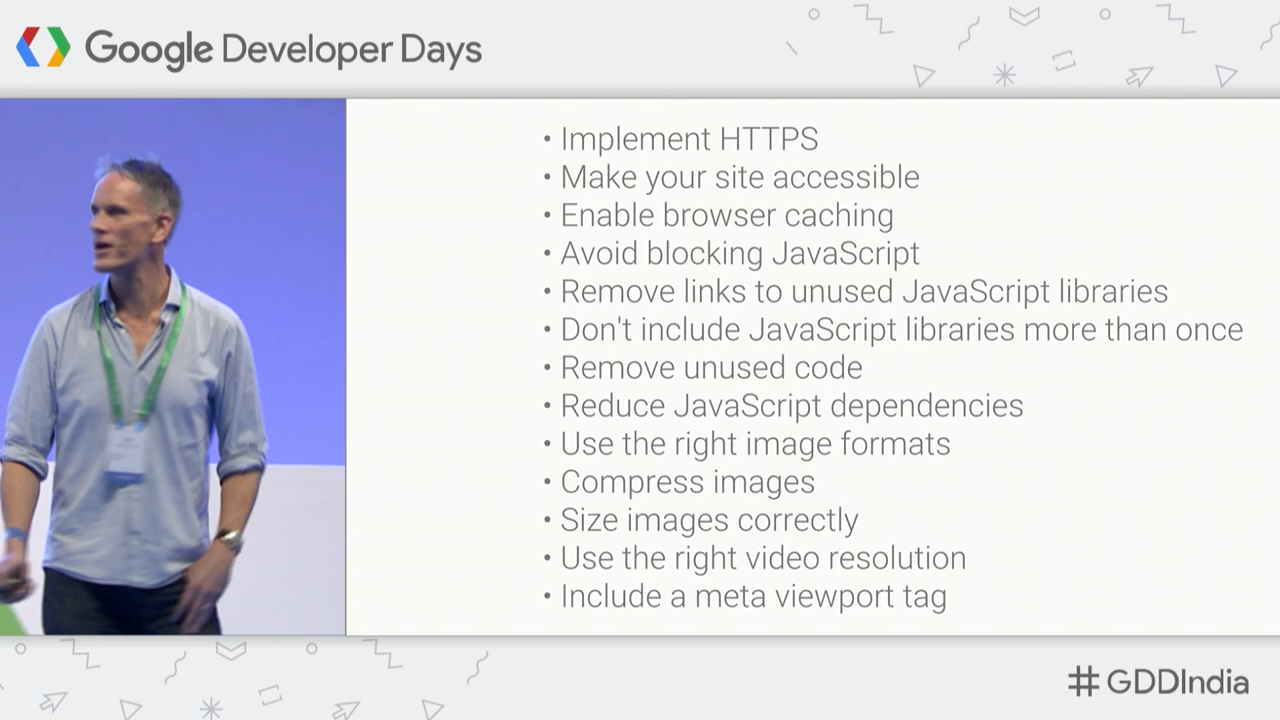 Google Developer Days
• Implement HTTPS
• Make your site accessible
• Enable browser caching
• Avoid blocking JavaScript
• Remove links to unused JavaScript libraries
• Don't include JavaScript libraries more than once
• Remove unused code
• Reduce JavaScript dependencies
• Use the right image formats
• Compress images
• Size images correctly
• Use the right video resolution
• Include a meta viewport tag
#GDDIndia